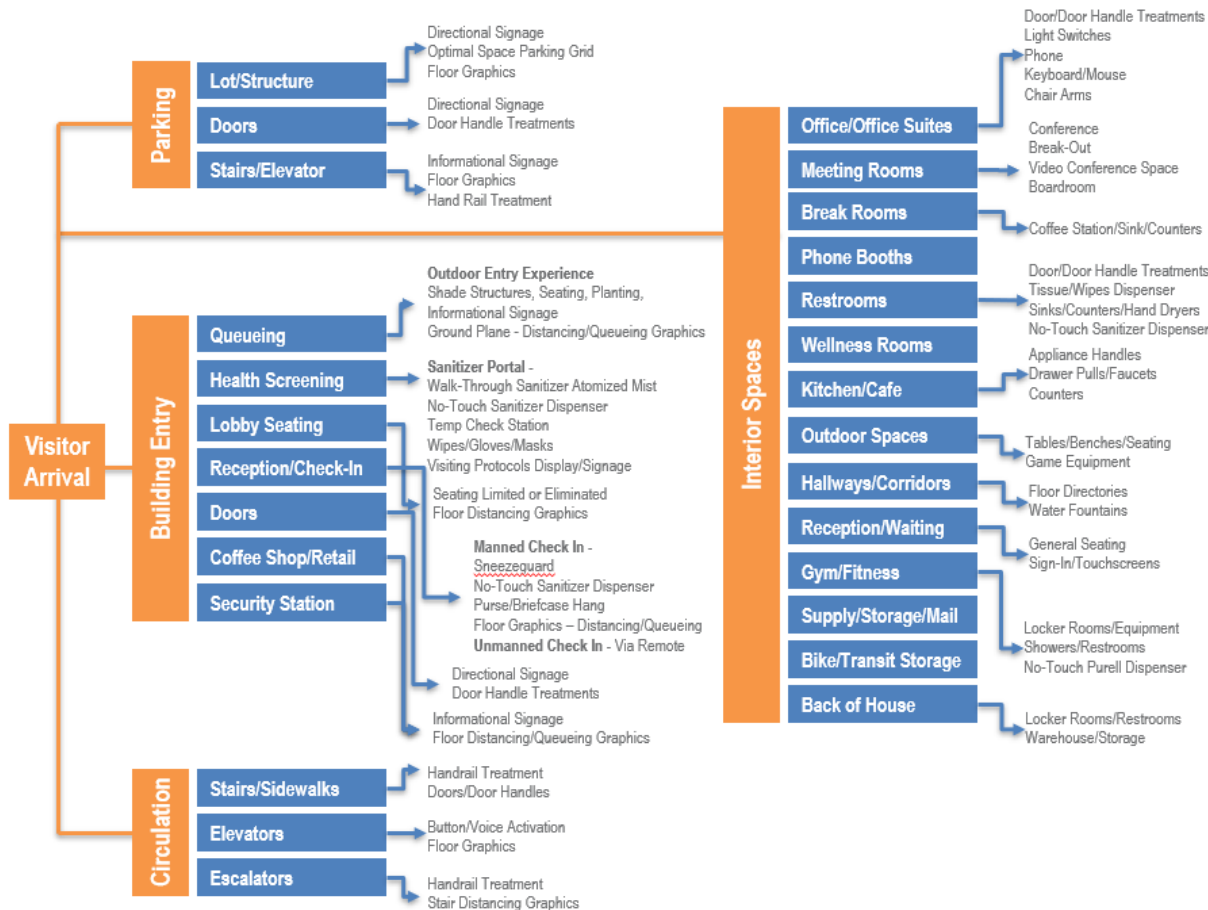 Visitor
Arrival
Parking
Lot/Structure
Directional Signage
Optimal Space Parking Grid
Floor Graphics
Doors
Directional Signage
Door Handle Treatments
Stairs/Elevator
Informational Signage
Floor Graphics
Hand Rail Treatment
Building Entry
Queueing
Outdoor Entry Experience
Shade Structures, Seating, Planting,
Informational Signage
Ground Plane - Distancing/Queueing Graphics
Health Screening
Sanitizer Portal -
Walk-Through Sanitizer Atomized Mist
No-Touch Sanitizer Dispenser
Temp Check Station
Wipes/Gloves/Masks
Visiting Protocols Display/Signage
Lobby Seating
Seating Limited or Eliminated
Floor Distancing Graphics
Reception/Check-In
Manned Check In -
Sneezeguard
No-Touch Sanitizer Dispenser
Purse/Briefcase Hang
Floor Graphics – Distancing/Queueing
Unmanned Check In - Via Remote
Doors
Directional Signage
Door Handle Treatments
Coffee Shop/Retail
Security Station
Informational Signage
Floor Distancing/Queueing Graphics
Circulation
Stairs/Sidewalks
Handrail Treatment
Doors/Door Handles
Elevators
Button/Voice Activation
Floor Graphics
Escalators
Handrail Treatment
Stair Distancing Graphics
Interior Spaces
Office/Office Suites
Door/Door Handle Treatments
Light Switches
Phone
Keyboard/Mouse
Chair Arms
Meeting Rooms
Conference
Break-Out
Video Conference Space
Boardroom
Break Rooms
Coffee Station/Sink/Counters
Phone Booths
Restrooms
Door/Door Handle Treatments
Tissue/Wipes Dispenser
Sinks/Counters/Hand Dryers
No-Touch Sanitizer Dispenser
Wellness Rooms
Kitchen/Cafe
Appliance Handles
Drawer Pulls/Faucets
Counters
Outdoor Spaces
Tables/Benches/Seating
Game Equipment
Hallways/Corridors
Floor Directories
Water Fountains
Reception/Waiting
General Seating
Sign-In/Touchscreens
Gym/Fitness
Locker Rooms/Equipment
Showers/Restrooms
No-Touch Purell Dispenser
Supply/Storage/Mail
Bike/Transit Storage
Back of House
Locker Rooms/Restrooms
Warehouse/Storage